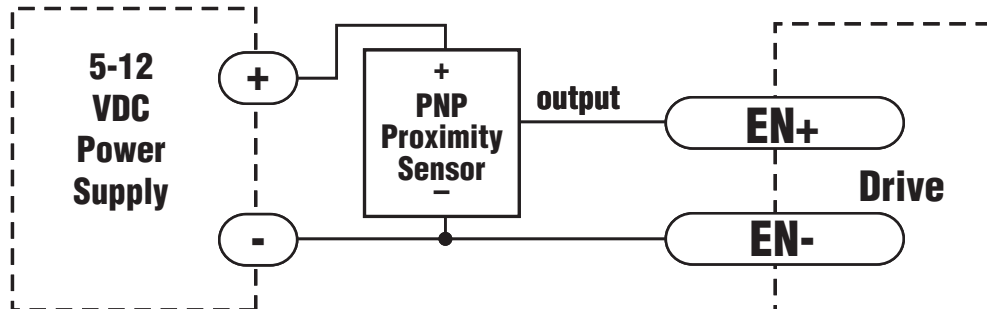 5-12
VDC
Power
Supply
+
-
+
PNP
Proximity
Sensor
–
output
EN+
EN-
Drive